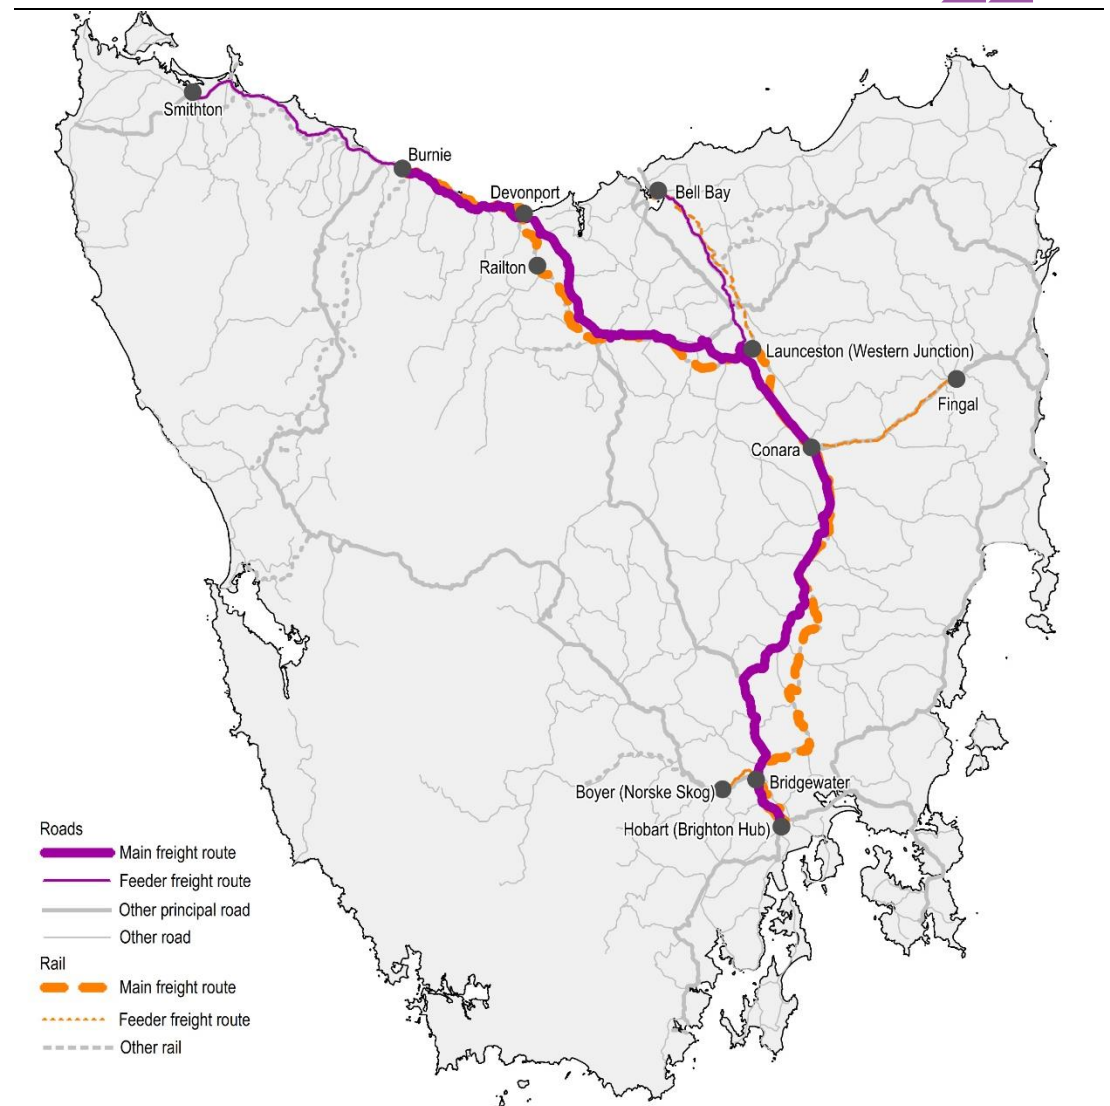 Smithton
Burnie
Devonport
Bell Bay
Railton
Launceston (Western Junction)
Fingal
Conara
Bridgewater
Boyer (Norske Skog)
Hobart (Brighton Hub)
Roads
Main freight route
Feeder freight route
Other principal road
Other road
Rail
Main freight route
Feeder freight route
Other rail